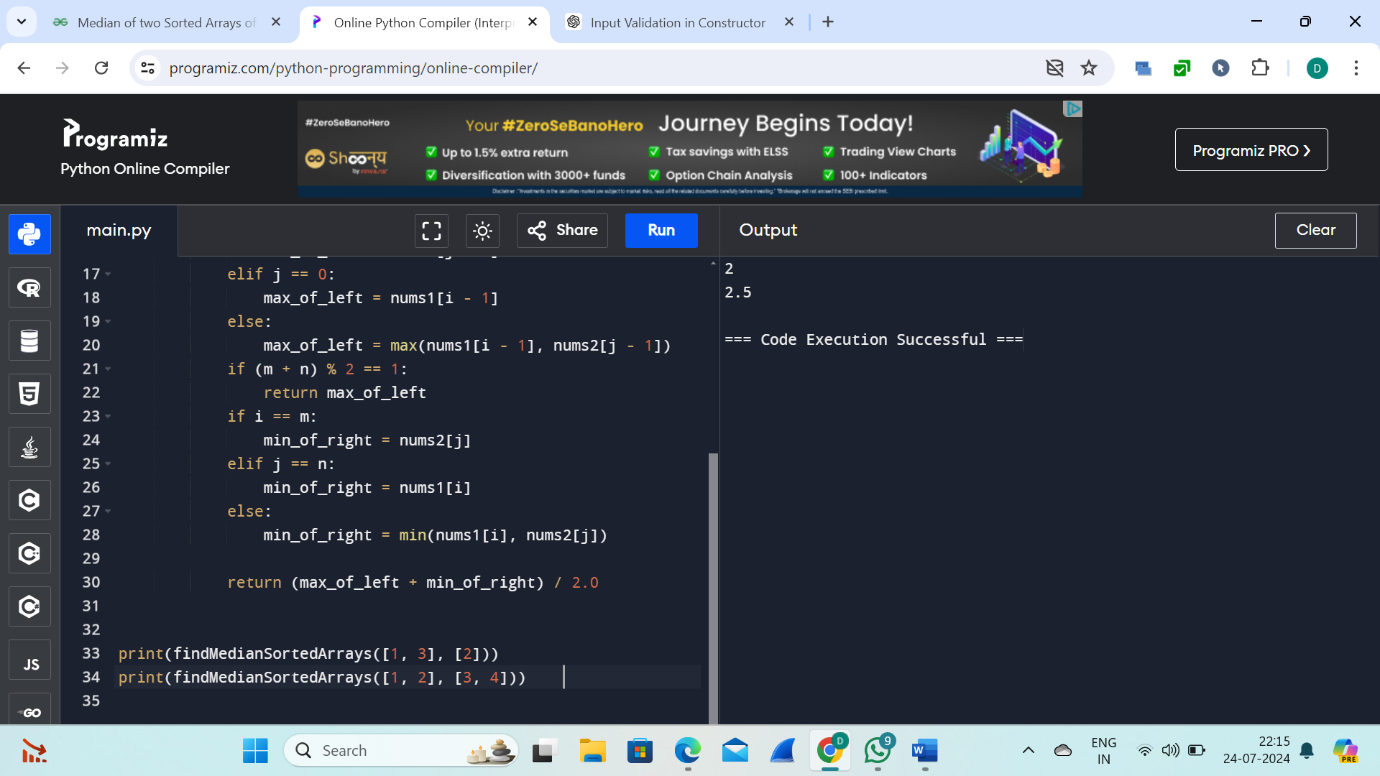 Median of two Sorted Arrays of
Online Python Compiler (Interp
Input Validation in Constructor
programiz.com/python-programming/online-compiler/
D
Programiz
Python Online Compiler
#ZeroSeBanoHero
Your #ZeroSeBanoHero Journey Begins Today!
Shoonय
Up to 1.5% extra return
Tax savings with ELSS
Trading View Charts
Diversification with 3000+ funds
Option Chain Analysis
100+ Indicators
Programiz PRO
main.py
Share
Run
Output
Clear
17 elif j == 0:
18 max_of_left = nums1[i - 1]
19 else:
20 max_of_left = max(nums1[i - 1], nums2[j - 1])
21 if (m + n) % 2 == 1:
22 return max_of_left
23 if i == m:
24 min_of_right = nums2[j]
25 elif j == n:
26 min_of_right = nums1[i]
27 else:
28 min_of_right = min(nums1[i], nums2[j])
29
30 return (max_of_left + min_of_right) / 2.0
31
32
33 print(findMedianSortedArrays([1, 3], [2]))
34 print(findMedianSortedArrays([1, 2], [3, 4]))
35
2
2.5
=== Code Execution Successful ===
R
5
C
C
C
JS
GO
Search
D
9
W
ENG
IN
22:15
24-07-2024
PRE